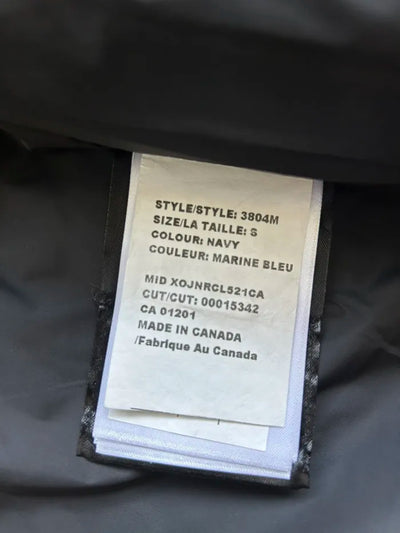 STYLE/STYLE: 3804M
SIZE/LA TAILLE: S
COLOUR: NAVY
COULEUR: MARINE BLEU
MID XOJNRCL521CA
CUT/CUT: 00015342
CA 01201
MADE IN CANADA
/Fabrique Au Canada